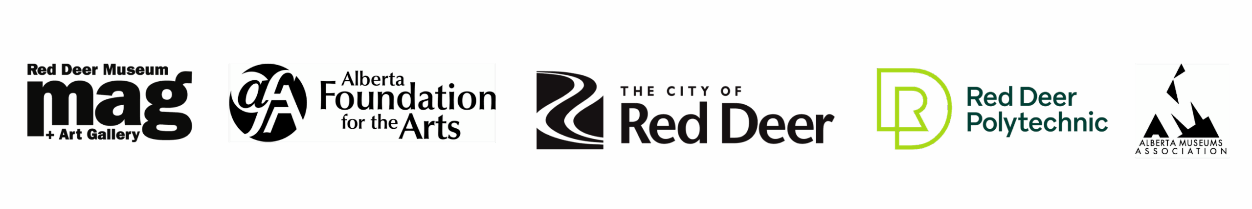 Red Deer Museum
mag
+ Art Gallery
afA
Alberta
Foundation
for the
Arts
THE CITY OF
Red Deer
Red Deer
Polytechnic
ALBERTA MUSEUMS
ASSOCIATION